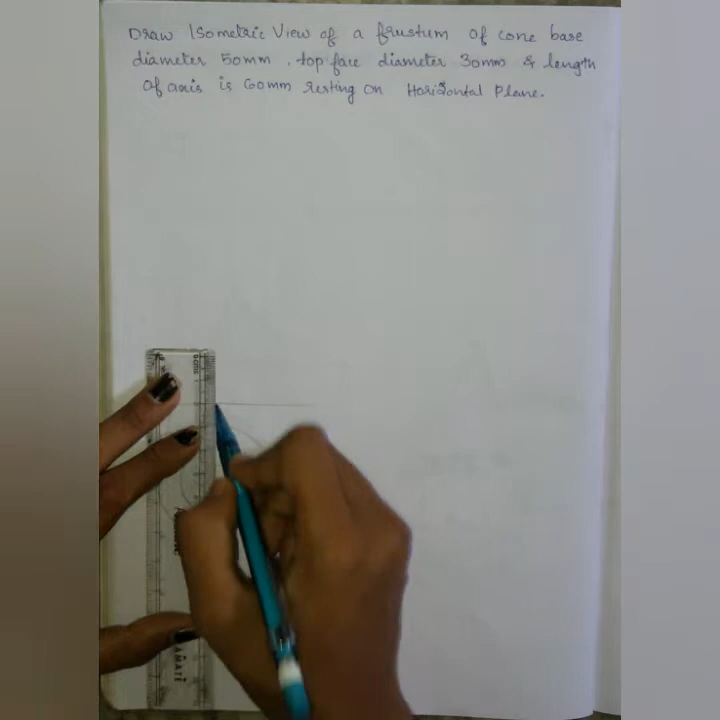 Draw Isometric View of a frustum of cone base
diameter 50mm, top face diameter 30mm & length
of axis is 60mm resting on Horizontal Plane.